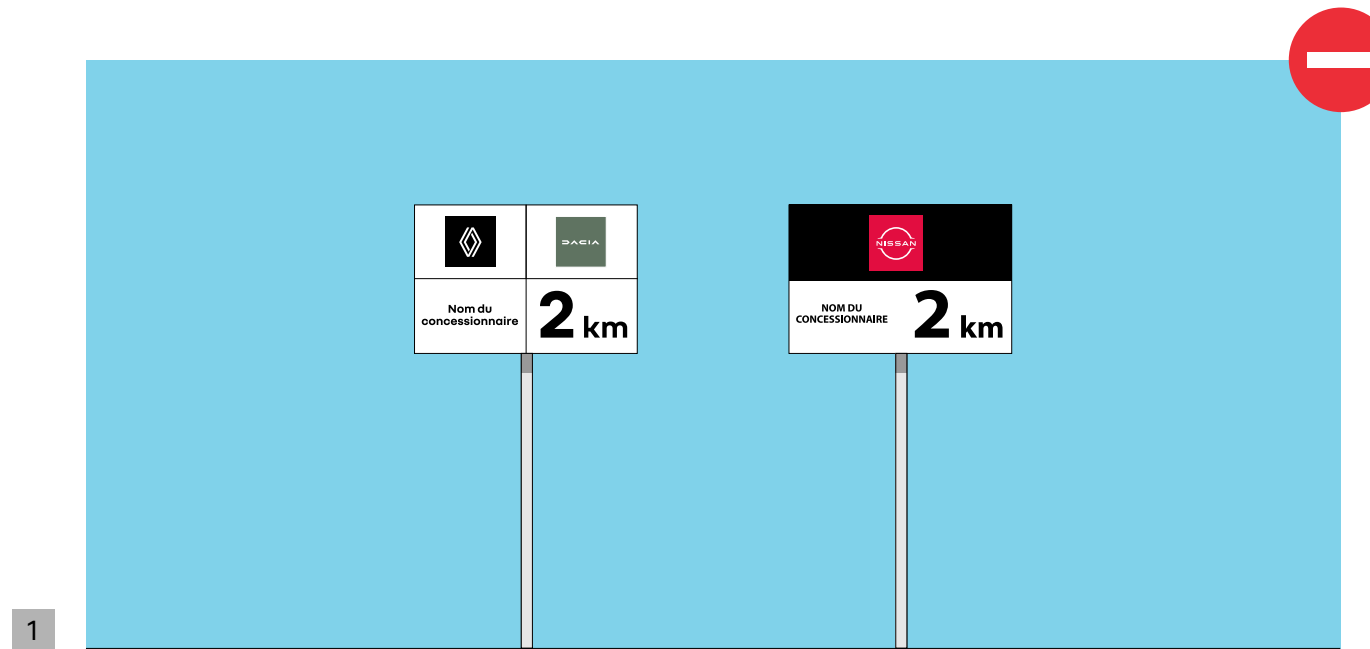 DACIA
Nom du
concessionnaire
2 km
NISSAN
NOM DU
CONCESSIONNAIRE
2 km
1